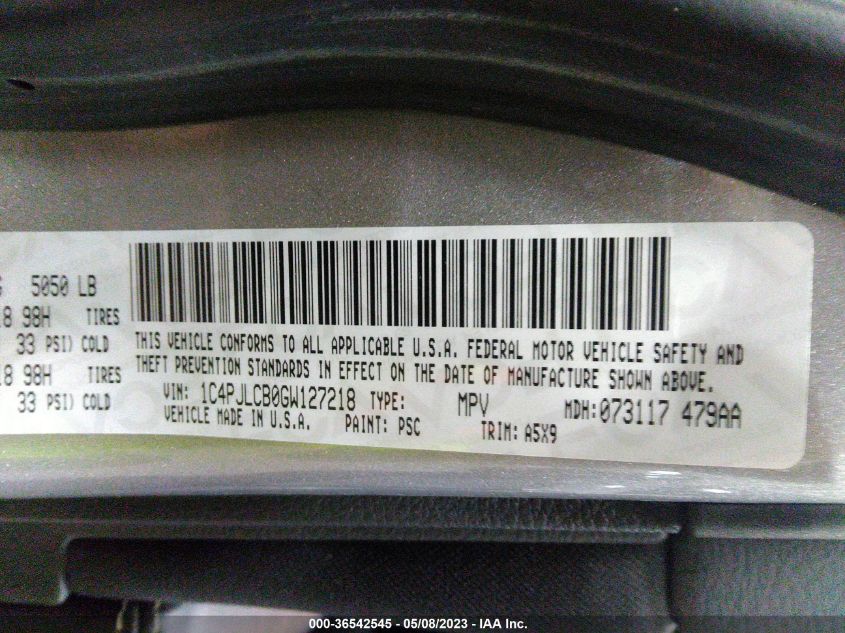 5050 LB
18 98H TIRES
33 PSI) COLD
18 98H TIRES
33 PSI) COLD
THIS VEHICLE CONFORMS TO ALL APPLICABLE U.S.A. FEDERAL MOTOR VEHICLE SAFETY AND
THEFT PREVENTION STANDARDS IN EFFECT ON THE DATE OF MANUFACTURE SHOWN ABOVE.
VIN: 1C4PJLCB0GW127218 TYPE: MPV MDH:073117 479AA
VEHICLE MADE IN U.S.A. PAINT: PSC TRIM: A5X9
000-36542545 - 05/08/2023 - IAA Inc.